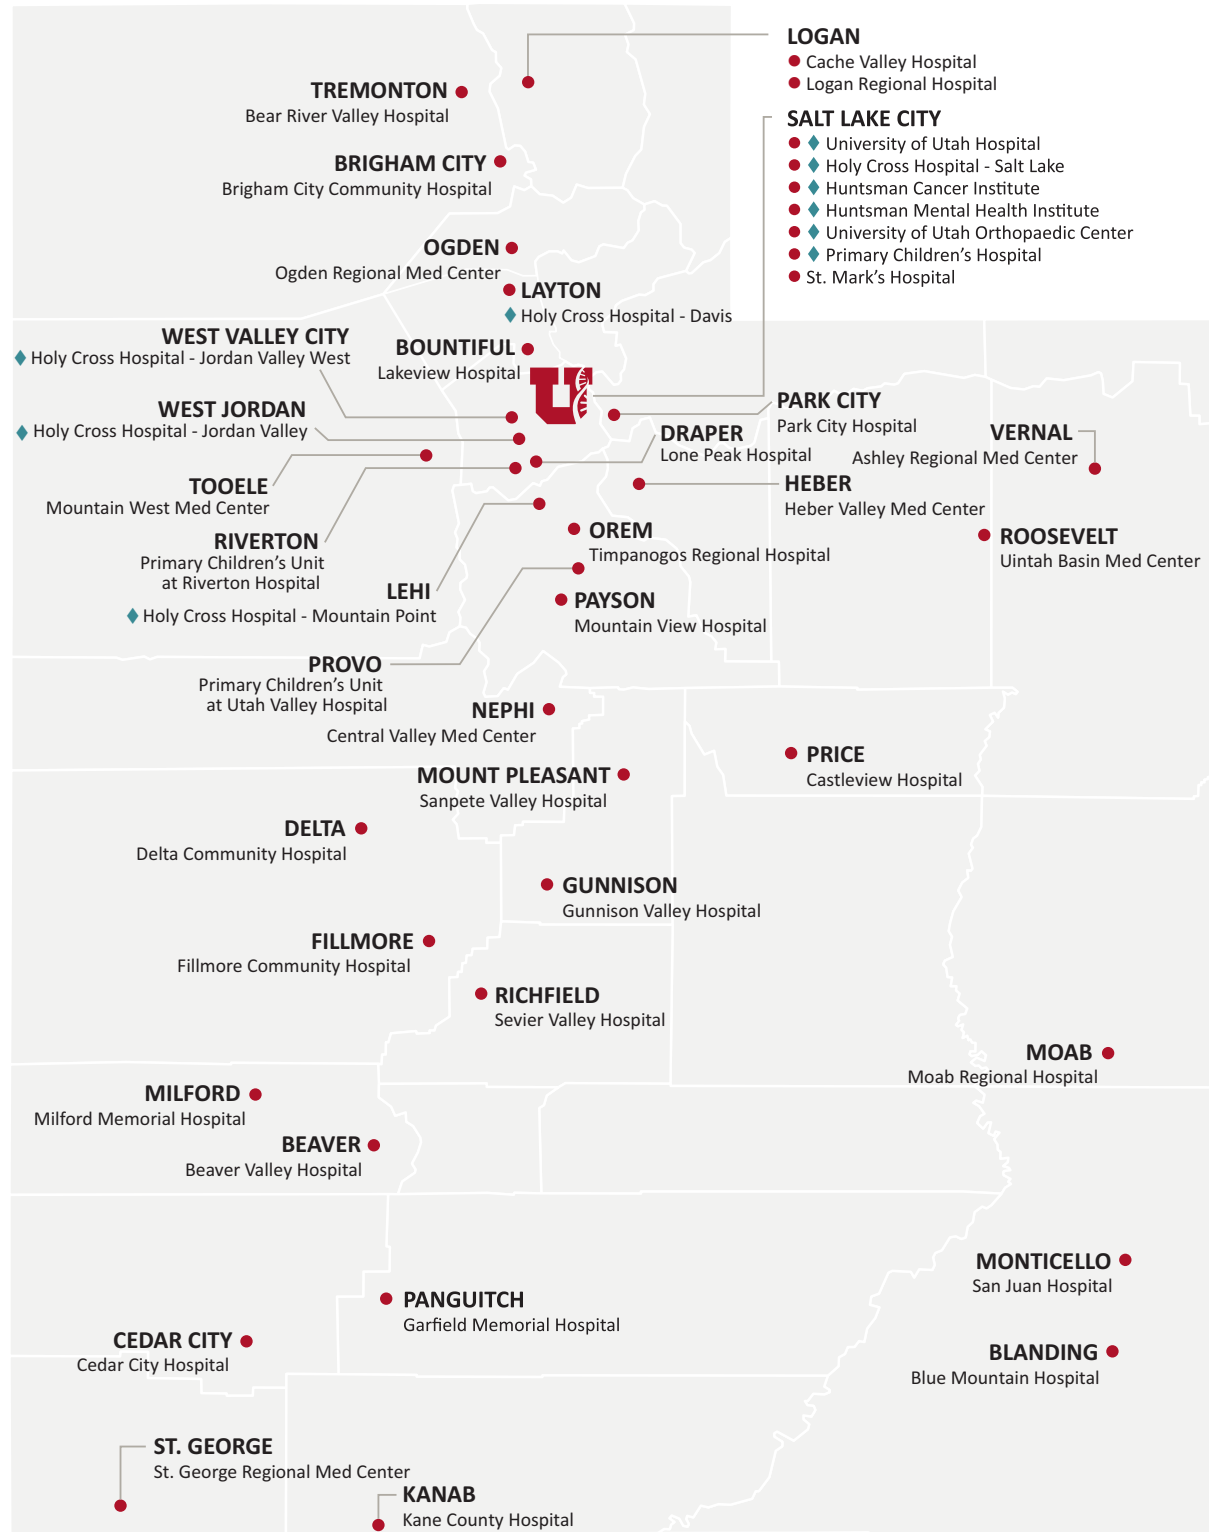 LOGAN
Cache Valley Hospital
Logan Regional Hospital
TREMONTON
Bear River Valley Hospital
SALT LAKE CITY
University of Utah Hospital
Holy Cross Hospital - Salt Lake
Huntsman Cancer Institute
Huntsman Mental Health Institute
University of Utah Orthopaedic Center
Primary Children's Hospital
St. Mark's Hospital
BRIGHAM CITY
Brigham City Community Hospital
OGDEN
Ogden Regional Med Center
LAYTON
Holy Cross Hospital - Davis
WEST VALLEY CITY
Holy Cross Hospital - Jordan Valley West
BOUNTIFUL
Lakeview Hospital
U
WEST JORDAN
Holy Cross Hospital - Jordan Valley
PARK CITY
Park City Hospital
DRAPER
Lone Peak Hospital
VERNAL
Ashley Regional Med Center
TOOELE
Mountain West Med Center
HEBER
Heber Valley Med Center
RIVERTON
Primary Children's Unit
at Riverton Hospital
OREM
Timpanogos Regional Hospital
ROOSEVELT
Uintah Basin Med Center
LEHI
Holy Cross Hospital - Mountain Point
PAYSON
Mountain View Hospital
PROVO
Primary Children's Unit
at Utah Valley Hospital
NEPHI
Central Valley Med Center
PRICE
Castleview Hospital
MOUNT PLEASANT
Sanpete Valley Hospital
DELTA
Delta Community Hospital
GUNNISON
Gunnison Valley Hospital
FILLMORE
Fillmore Community Hospital
RICHFIELD
Sevier Valley Hospital
MOAB
Moab Regional Hospital
MILFORD
Milford Memorial Hospital
BEAVER
Beaver Valley Hospital
MONTICELLO
San Juan Hospital
PANGUITCH
Garfield Memorial Hospital
CEDAR CITY
Cedar City Hospital
BLANDING
Blue Mountain Hospital
ST. GEORGE
St. George Regional Med Center
KANAB
Kane County Hospital